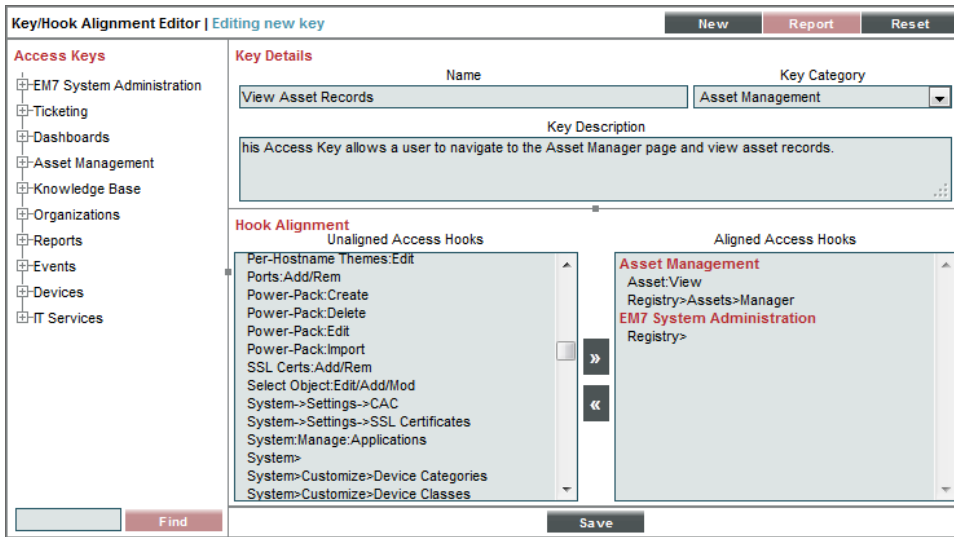 Key/Hook Alignment Editor | Editing new key
New
Report
Reset
Access Keys
EM7 System Administration
Ticketing
Dashboards
Asset Management
Knowledge Base
Organizations
Reports
Events
Devices
IT Services
Find
Key Details
Name
Key Category
View Asset Records
Asset Management
Key Description
his Access Key allows a user to navigate to the Asset Manager page and view asset records.
Hook Alignment
Unaligned Access Hooks
Per-Hostname Themes:Edit
Ports:Add/Rem
Power-Pack:Create
Power-Pack:Delete
Power-Pack:Edit
Power-Pack:Import
SSL Certs:Add/Rem
Select Object:Edit/Add/Mod
System->Settings->CAC
System->Settings->SSL Certificates
System:Manage:Applications
System>
System>Customize>Device Categories
System>Customize>Device Classes
»
«
Aligned Access Hooks
Asset Management
Asset:View
Registry>Assets>Manager
EM7 System Administration
Registry>
Save